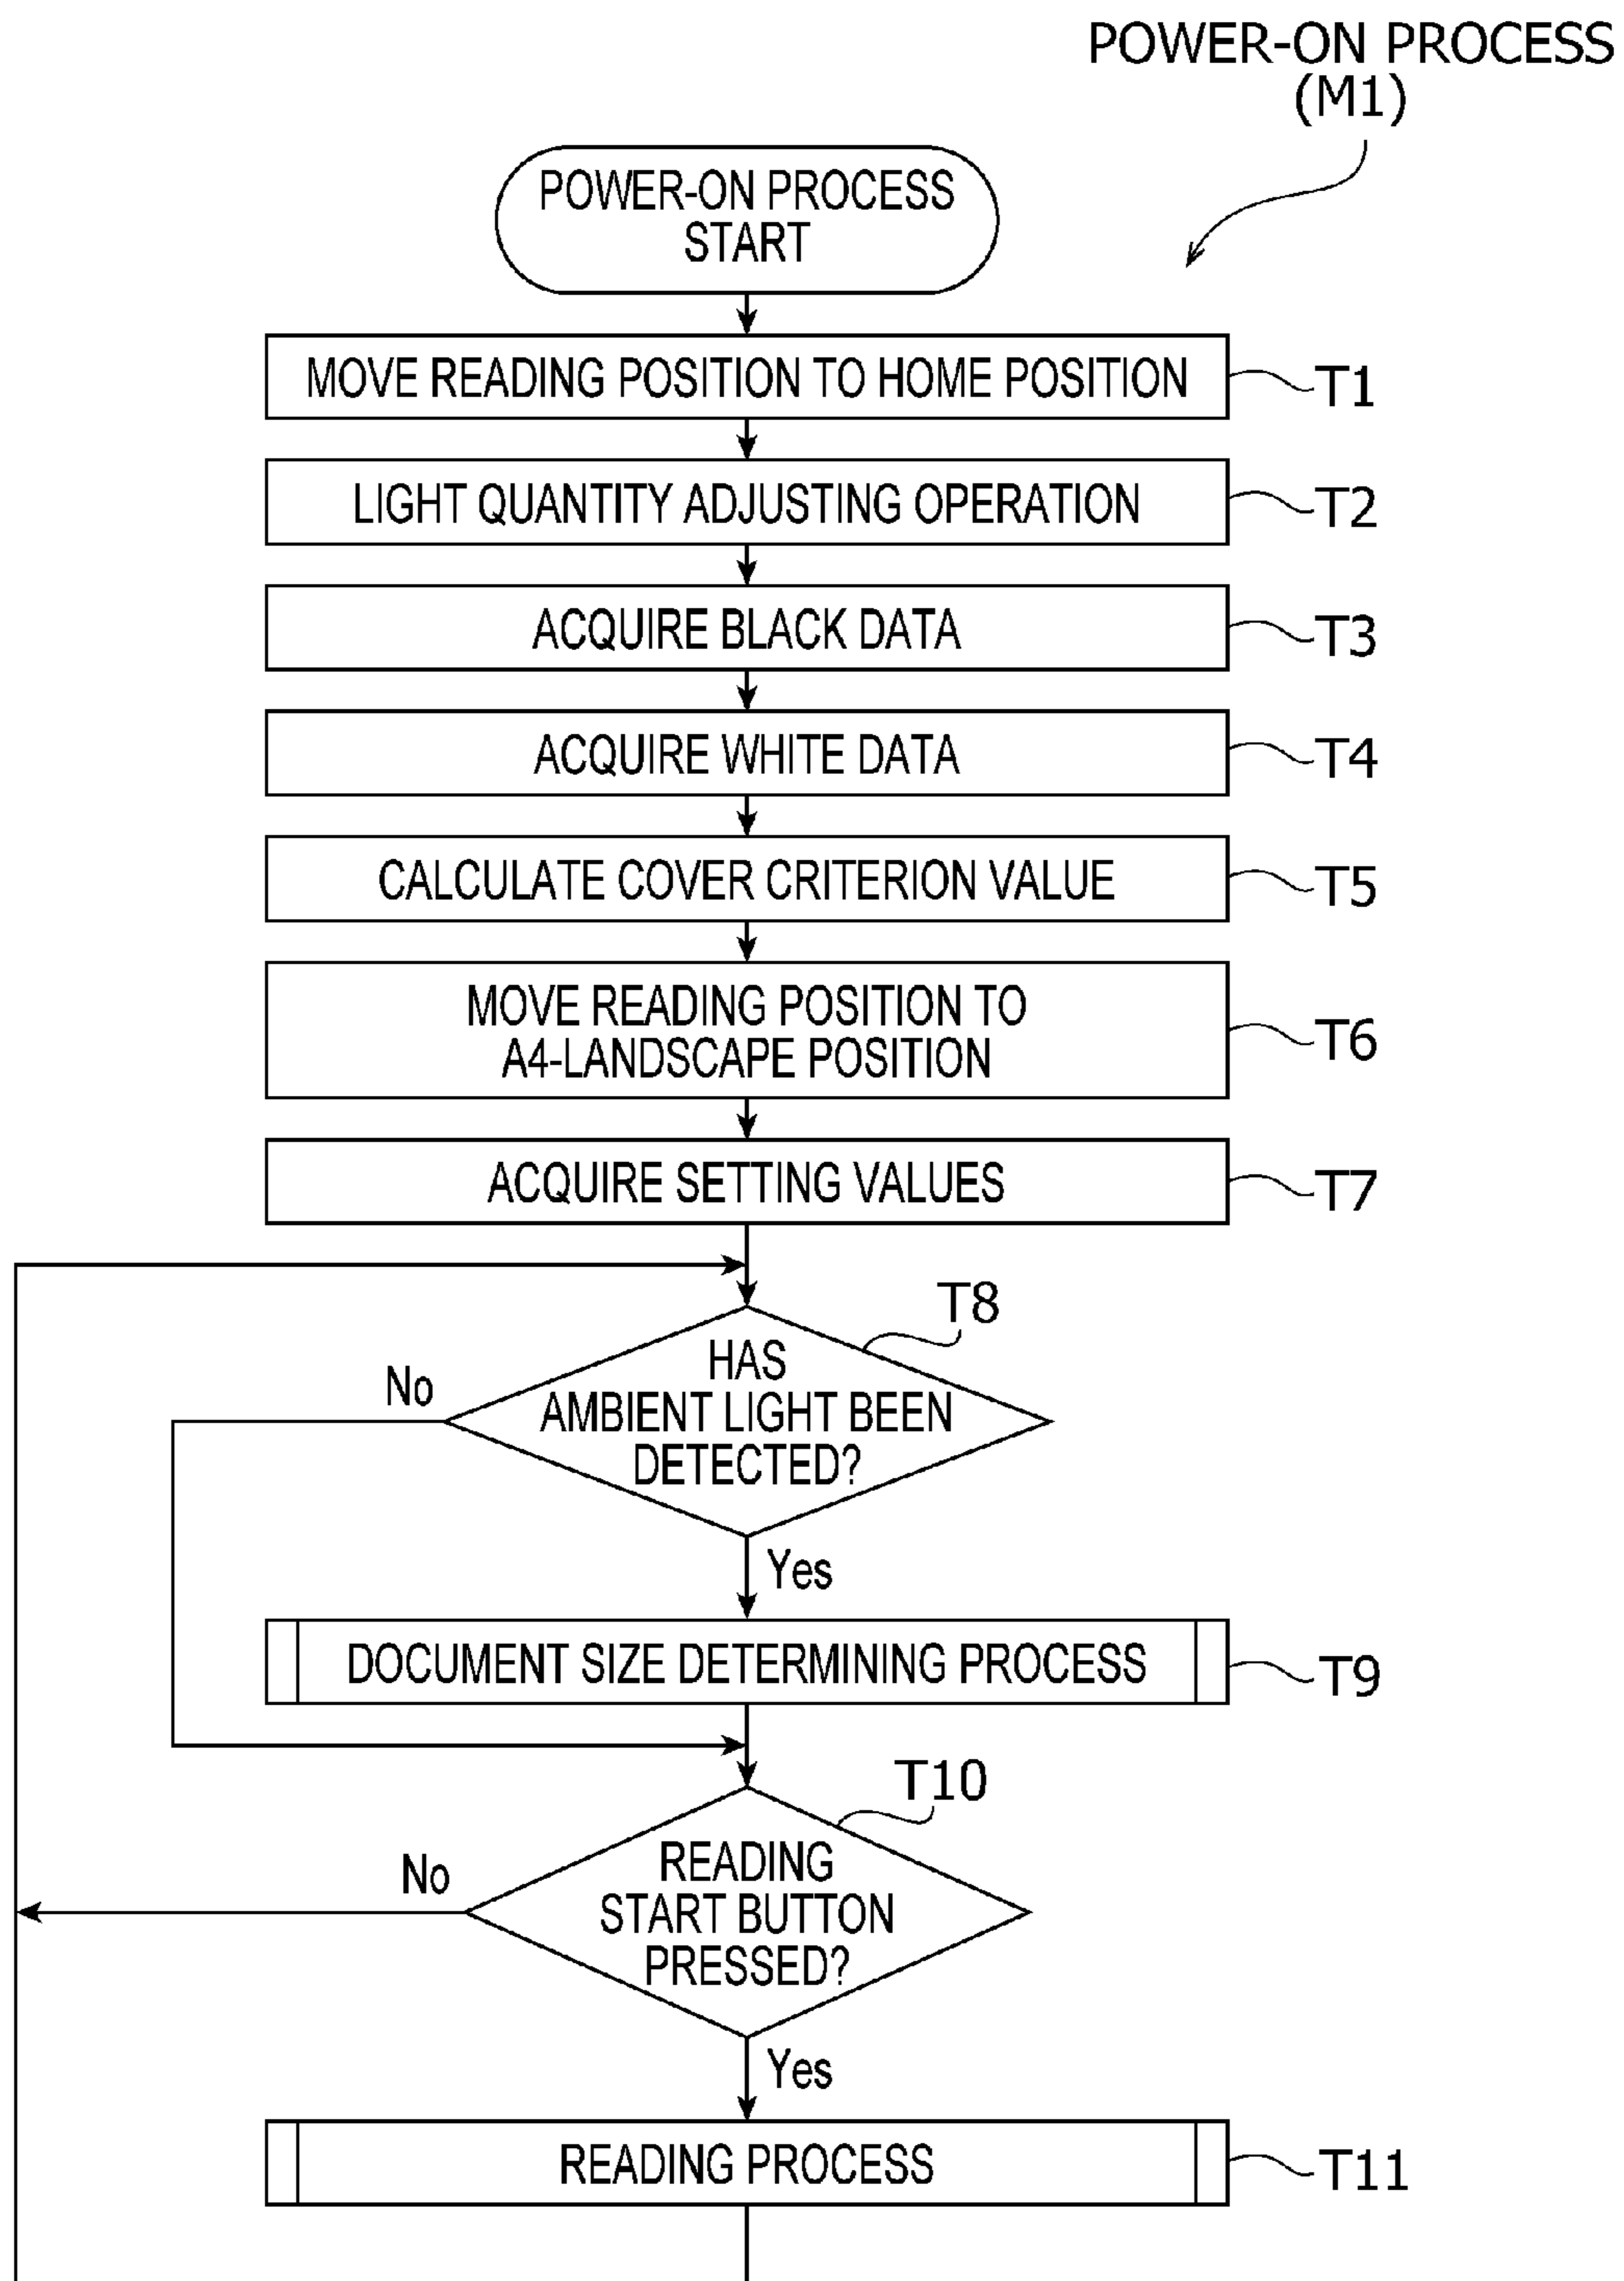 POWER-ON PROCESS
(M1)
POWER-ON PROCESS
START
MOVE READING POSITION TO HOME POSITION
T1
LIGHT QUANTITY ADJUSTING OPERATION
T2
ACQUIRE BLACK DATA
T3
ACQUIRE WHITE DATA
T4
CALCULATE COVER CRITERION VALUE
T5
MOVE READING POSITION TO
A4-LANDSCAPE POSITION
T6
ACQUIRE SETTING VALUES
T7
T8
HAS
AMBIENT LIGHT BEEN
DETECTED?
No
Yes
DOCUMENT SIZE DETERMINING PROCESS
T9
T10
READING
START BUTTON
PRESSED?
No
Yes
READING PROCESS
T11